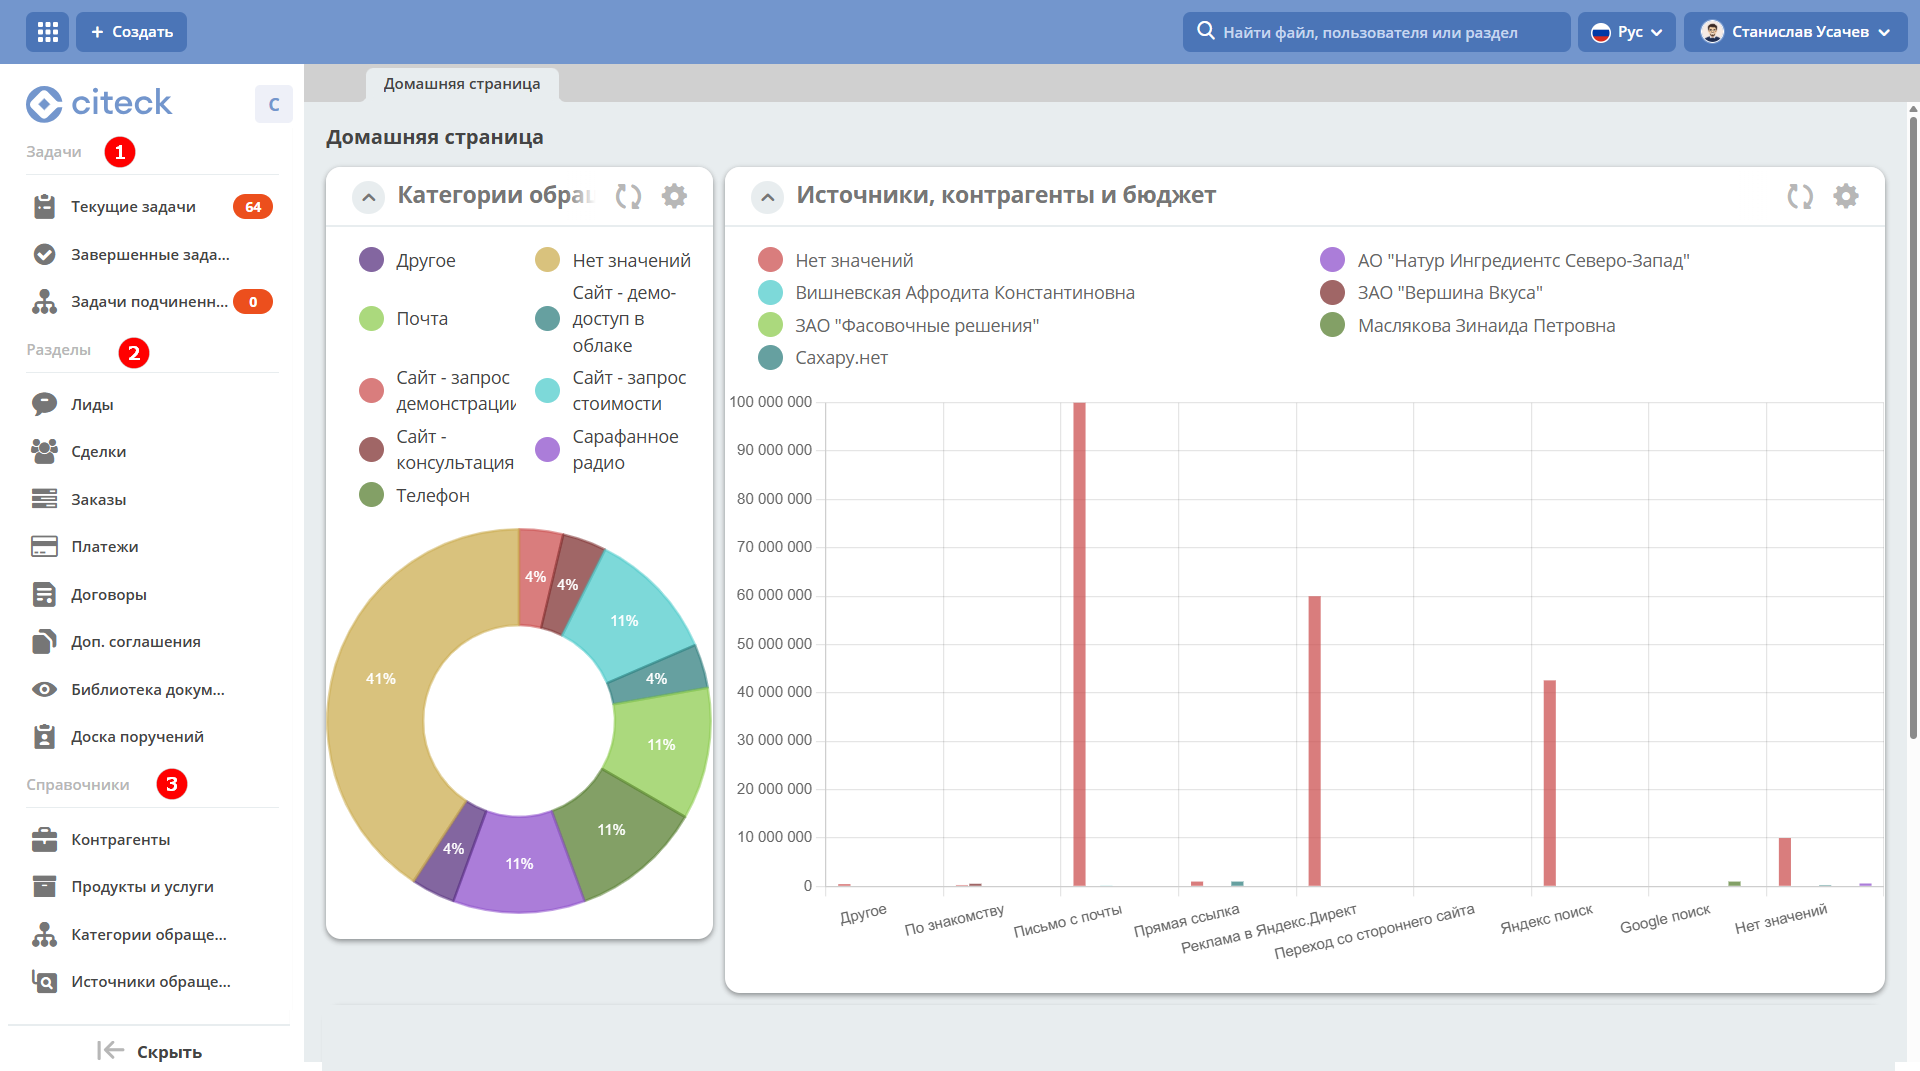 + Создать
Найти файл, пользователя или раздел
Рус
Станислав Усачев
citeck
C
Домашняя страница
Задачи
1
Текущие задачи
64
Завершенные зада...
Задачи подчиненн...
0
Разделы
2
Лиды
Сделки
Заказы
Платежи
Договоры
Доп. соглашения
Библиотека докум...
Доска поручений
Справочники
3
Контрагенты
Продукты и услуги
Категории обраще...
Источники обраще...
Скрыть
Домашняя страница
Категории обра
Другое
Нет значений
Почта
Сайт - демо-
доступ в
облаке
Сайт - запрос
демонстрации
Сайт - запрос
стоимости
Сайт -
консультация
Сарафанное
радио
Телефон
4%
4%
11%
4%
11%
11%
11%
4%
41%
Источники, контрагенты и бюджет
Нет значений
АО "Натур Ингредиентс Северо-Запад"
Вишневская Афродита Константиновна
ЗАО "Вершина Вкуса"
ЗАО "Фасовочные решения"
Маслякова Зинаида Петровна
Сахару.нет
100 000 000
90 000 000
80 000 000
70 000 000
60 000 000
50 000 000
40 000 000
30 000 000
20 000 000
10 000 000
0
Другое
По знакомству
Письмо с почты
Прямая ссылка
Реклама в Яндекс.Директ
Переход со стороннего сайта
Яндекс поиск
Google поиск
Нет значений